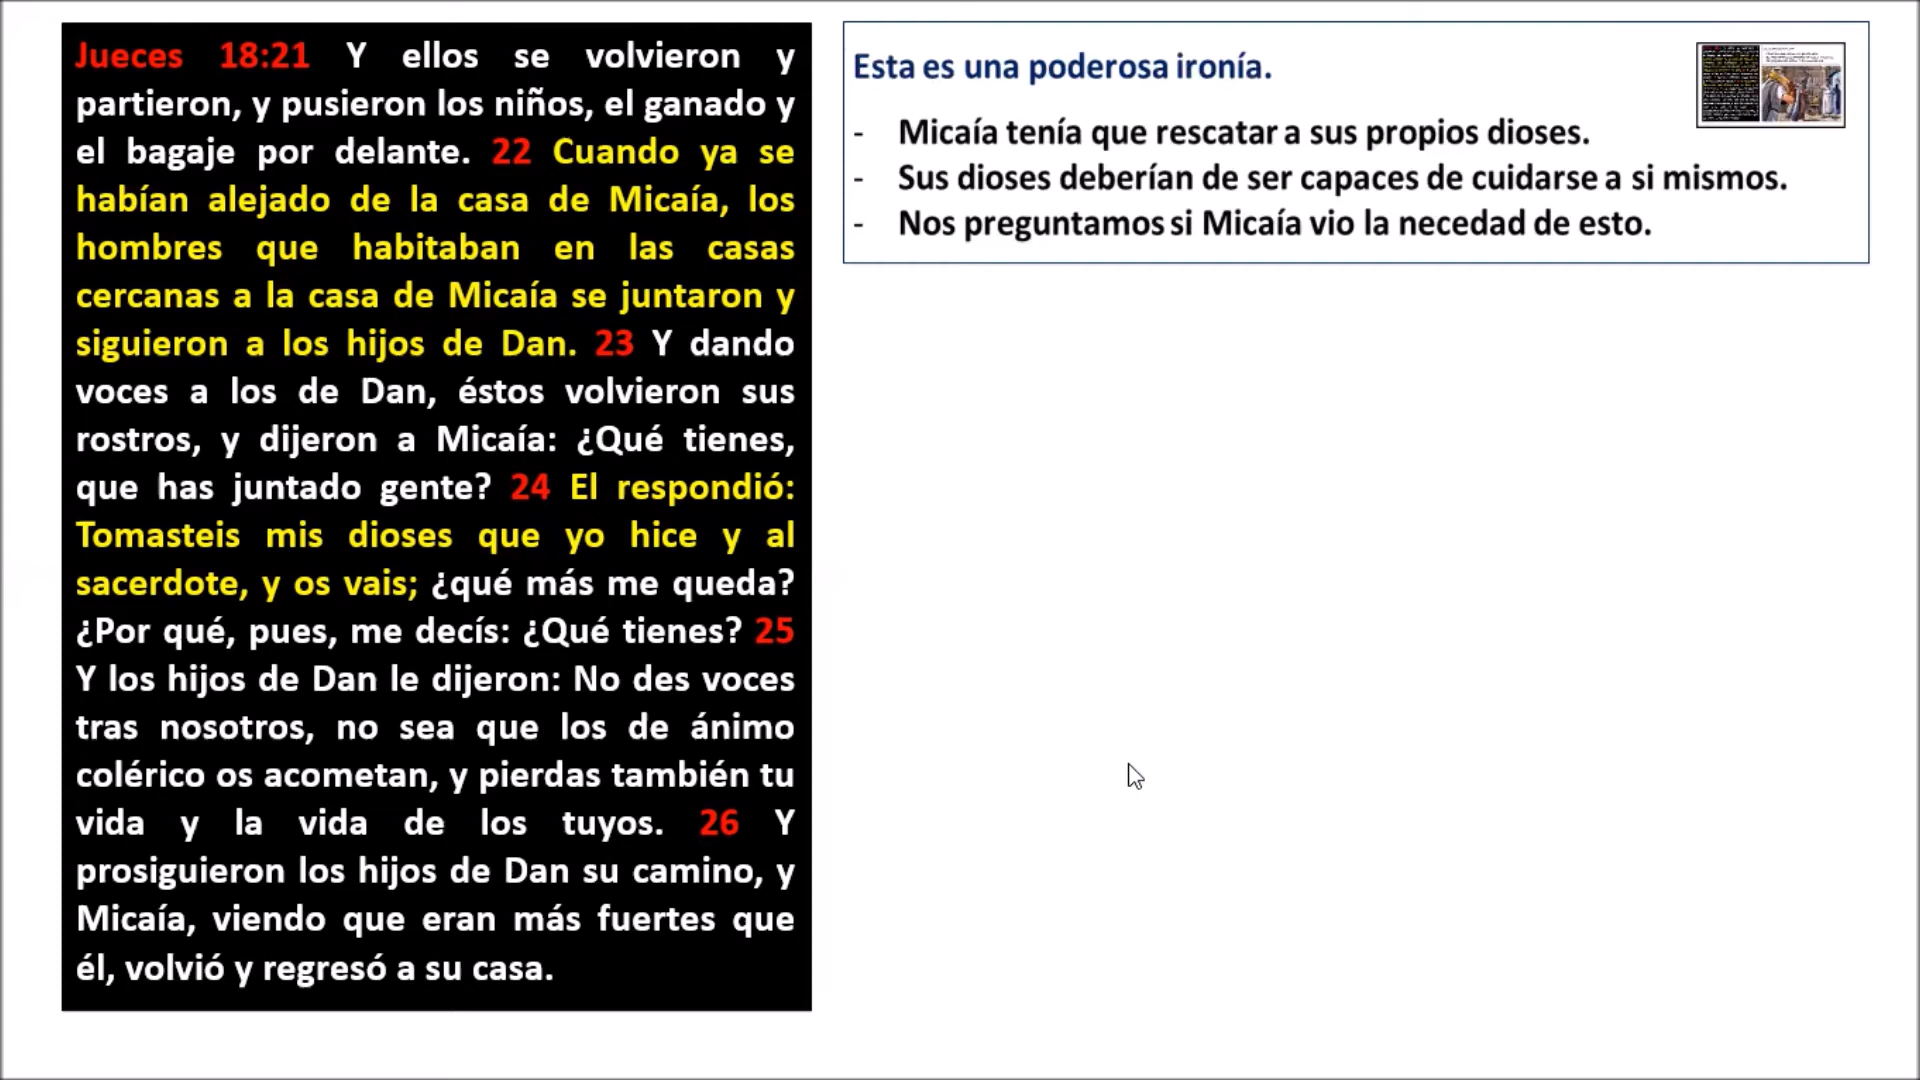 Jueces 18:21 Y ellos se volvieron y
partieron, y pusieron los niños, el ganado y
el bagaje por delante. 22 Cuando ya se
habían alejado de la casa de Micaía, los
hombres que habitaban en las casas
cercanas a la casa de Micaía se juntaron y
siguieron a los hijos de Dan. 23 Y dando
voces a los de Dan, éstos volvieron sus
rostros, y dijeron a Micaía: ¿Qué tienes,
que has juntado gente? 24 El respondió:
Tomasteis mis dioses que yo hice y al
sacerdote, y os vais; ¿qué más me queda?
¿Por qué, pues, me decís: ¿Qué tienes? 25
Y los hijos de Dan le dijeron: No des voces
tras nosotros, no sea que los de ánimo
colérico os acometan, y pierdas también tu
vida y la vida de los tuyos. 26 Y
prosiguieron los hijos de Dan su camino, y
Micaía, viendo que eran más fuertes que
él, volvió y regresó a su casa.
Esta es una poderosa ironía.
- Micaía tenía que rescatar a sus propios dioses.
- Sus dioses deberían de ser capaces de cuidarse a si mismos.
- Nos preguntamos si Micaía vio la necedad de esto.